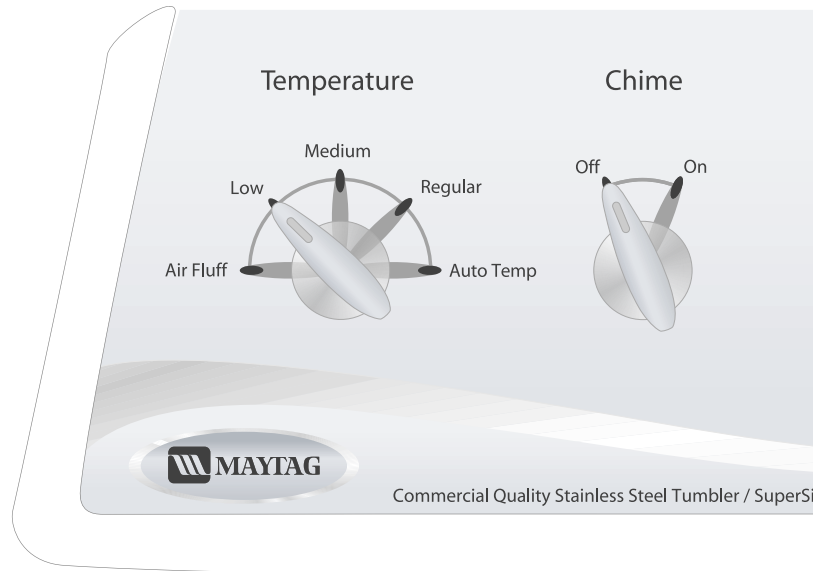 Temperature
Chime
Medium
Off
On
Low
Regular
Air Fluff
Auto Temp
MAYTAG
Commercial Quality Stainless Steel Tumbler / SuperSi